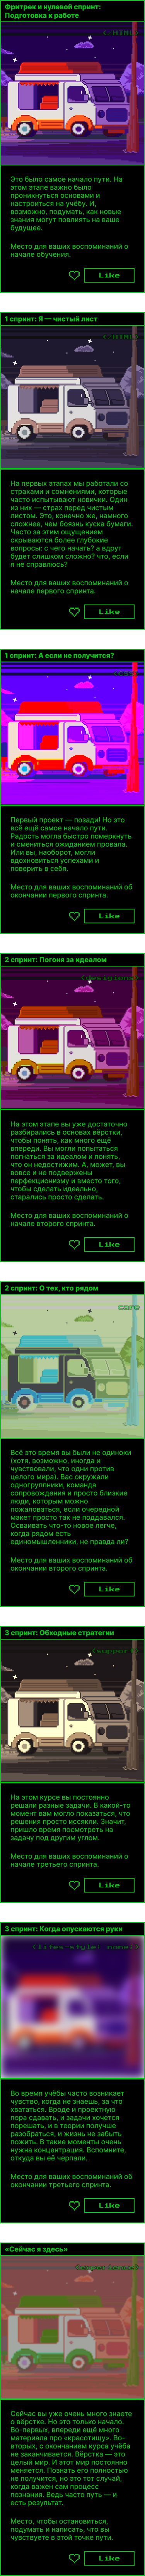 Фритрек и нулевой спринт:
Подготовка к работе
</HTML>
Это было самое начало пути. На
этом этапе важно было
проникнуться основами и
настроиться на учёбу. И,
возможно, подумать, как новые
знания могут повлиять на ваше
будущее.
Место для ваших воспоминаний о
начале обучения.
Like
1 спринт: Я — чистый лист
</HTML>
На первых этапах мы работали со
страхами и сомнениями, которые
часто испытывают новички. Один
из них — страх перед чистым
листом. Это, конечно же, намного
сложнее, чем боязнь куска бумаги.
Часто за этим ощущением
скрываются более глубокие
вопросы: с чего начать? а вдруг
будет слишком сложно? что, если
я не справлюсь?
Место для ваших воспоминаний о
начале первого спринта.
Like
1 спринт: А если не получится?
Первый проект — позади! Но это
всё ещё самое начало пути.
Радость могла быстро померкнуть
и смениться ожиданием провала.
Или вы, наоборот, могли
вдохновиться успехами и
поверить в себя.
Место для ваших воспоминаний об
окончании первого спринта.
Like
2 спринт: Погоня за идеалом
На этом этапе вы уже достаточно
разбирались в основах вёрстки,
чтобы понять, как много ещё
впереди. Вы могли попытаться
погнаться за идеалом и понять,
что он недостижим. А, может, вы
вовсе и не подвержены
перфекционизму и вместо того,
чтобы сделать идеально,
старались просто сделать.
Место для ваших воспоминаний о
начале второго спринта.
Like
2 спринт: О тех, кто рядом
care
Всё это время вы были не одиноки
(хотя, возможно, иногда и
чувствовали, что одни против
целого мира). Вас окружали
одногруппники, команда
сопровождения и просто близкие
люди, которым можно
пожаловаться, если очередной
макет просто так не поддавался.
Осваивать что-то новое легче,
когда рядом есть
единомышленники, не правда ли?
Место для ваших воспоминаний об
окончании второго спринта.
Like
3 спринт: Обходные стратегии
На этом курсе вы постоянно
решали разные задачи. В какой-то
момент вам могло показаться, что
решения просто иссякли. Значит,
пришло время посмотреть на
задачу под другим углом.
Место для ваших воспоминаний о
начале третьего спринта.
Like
3 спринт: Когда опускаются руки
Во время учёбы часто возникает
чувство, когда не знаешь, за что
хвататься. Вроде и проектную
пора сдавать, и задачи хочется
порешать, и в теории получше
разобраться, и жизнь не забыть
пожить. В такие моменты очень
нужна концентрация. Вспомните,
откуда вы её черпали.
Место для ваших воспоминаний об
окончании третьего спринта,
Like
«Сейчас я здесь»
Сейчас вы уже очень много знаете
о вёрстке. Но это только начало.
Во-первых, впереди ещё много
материала про «красотищу». Во-
вторых, с окончанием курса учёба
не заканчивается. Вёрстка — это
целый мир. И этот мир постоянно
меняется. Познать его полностью
не получится, но это тот случай,
когда важен сам процесс
познания. Ведь часто путь — и
есть результат.
Место, чтобы остановиться,
подумать и написать, что вы
чувствуете в этой точке пути.
Like